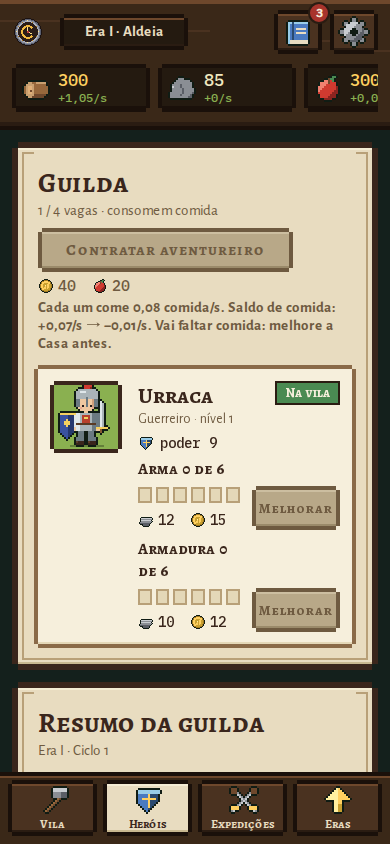 Era I · Aldeia
3
300
+1,05/s
85
+0/s
300
+0,0
Guilda
1 / 4 vagas · consomem comida
Contratar aventureiro
40 20
Cada um come 0,08 comida/s. Saldo de comida:
+0,07/s → −0,01/s. Vai faltar comida: melhore a
Casa antes.
Urraca
Na vila
Guerreiro · nível 1
poder 9
Arma 0 de 6
Melhorar
12 15
Armadura 0
de 6
Melhorar
10 12
Resumo da guilda
Era I · Ciclo 1
Vila
Heróis
Expedições
Eras